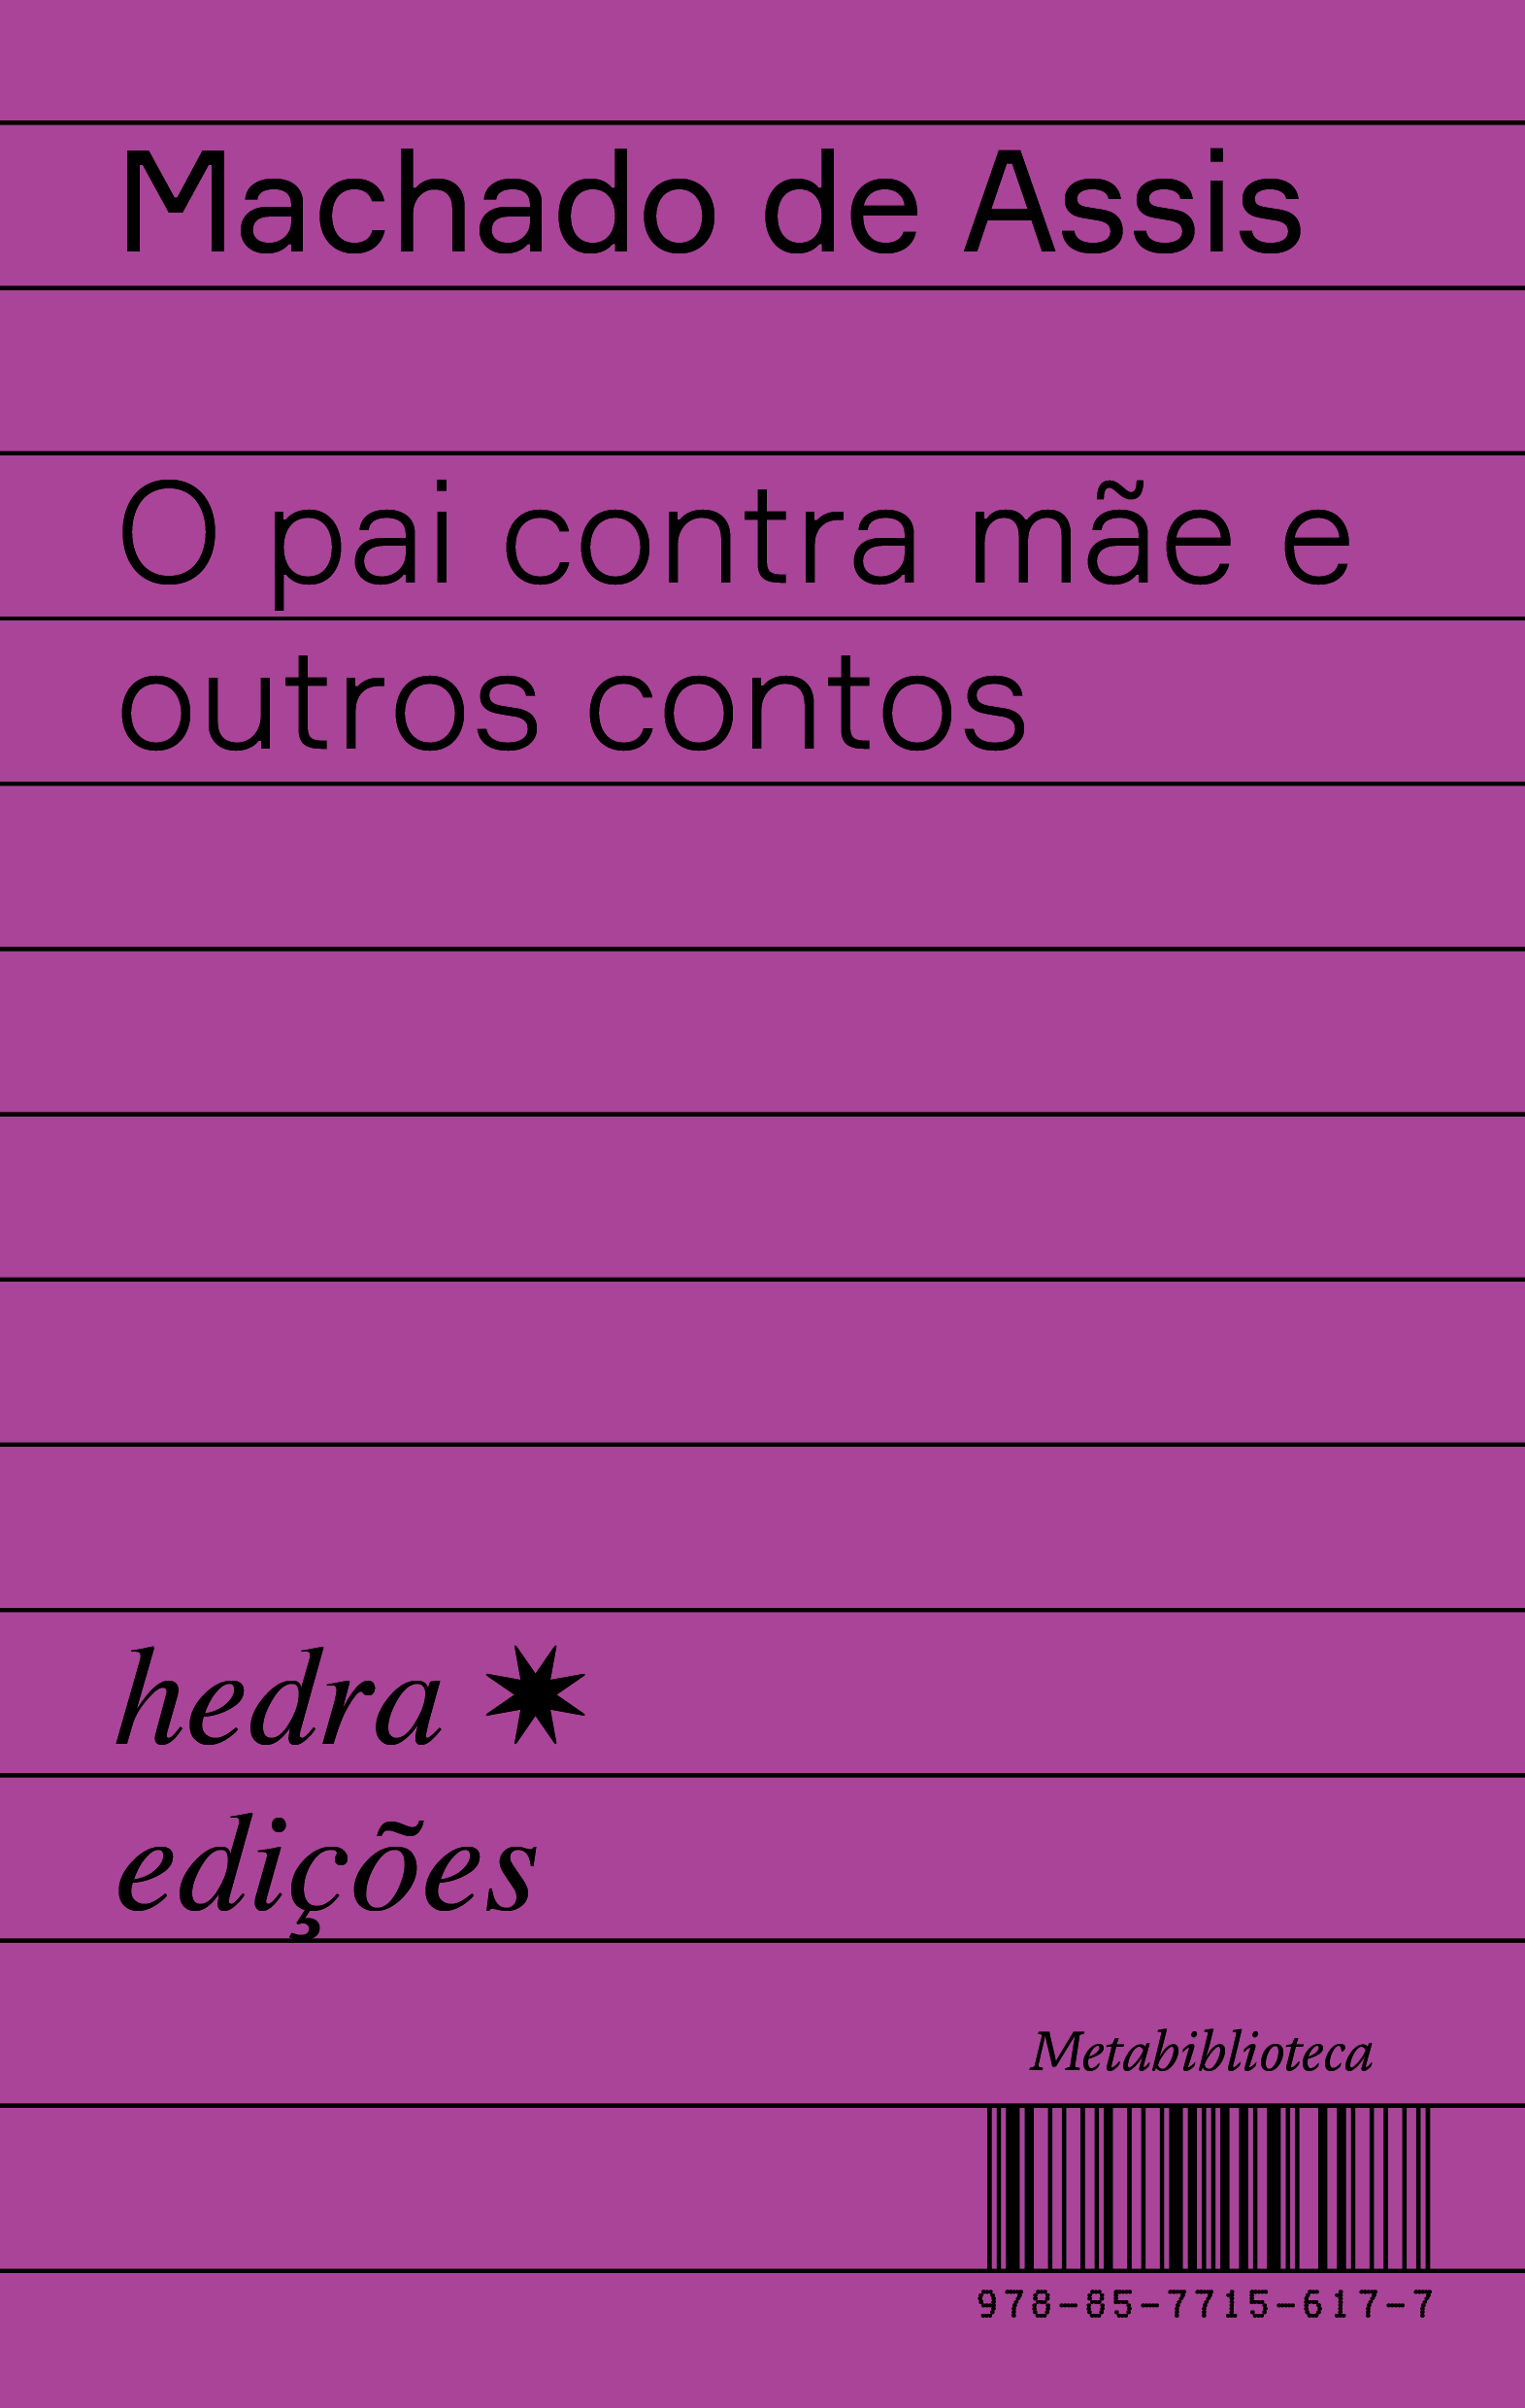 Machado de Assis
O pai contra mãe e
outros contos
hedra ✷
edições
Metabiblioteca
978-85-7715-617-7